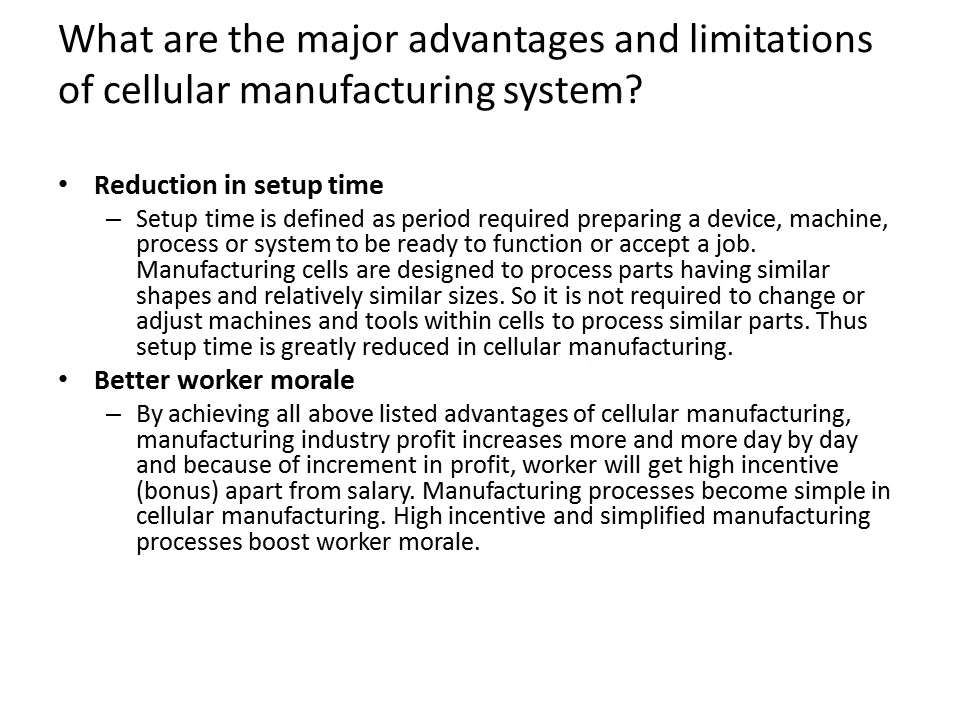 What are the major advantages and limitations
of cellular manufacturing system?
• Reduction in setup time
– Setup time is defined as period required preparing a device, machine,
process or system to be ready to function or accept a job.
Manufacturing cells are designed to process parts having similar
shapes and relatively similar sizes. So it is not required to change or
adjust machines and tools within cells to process similar parts. Thus
setup time is greatly reduced in cellular manufacturing.
• Better worker morale
– By achieving all above listed advantages of cellular manufacturing,
manufacturing industry profit increases more and more day by day
and because of increment in profit, worker will get high incentive
(bonus) apart from salary. Manufacturing processes become simple in
cellular manufacturing. High incentive and simplified manufacturing
processes boost worker morale.